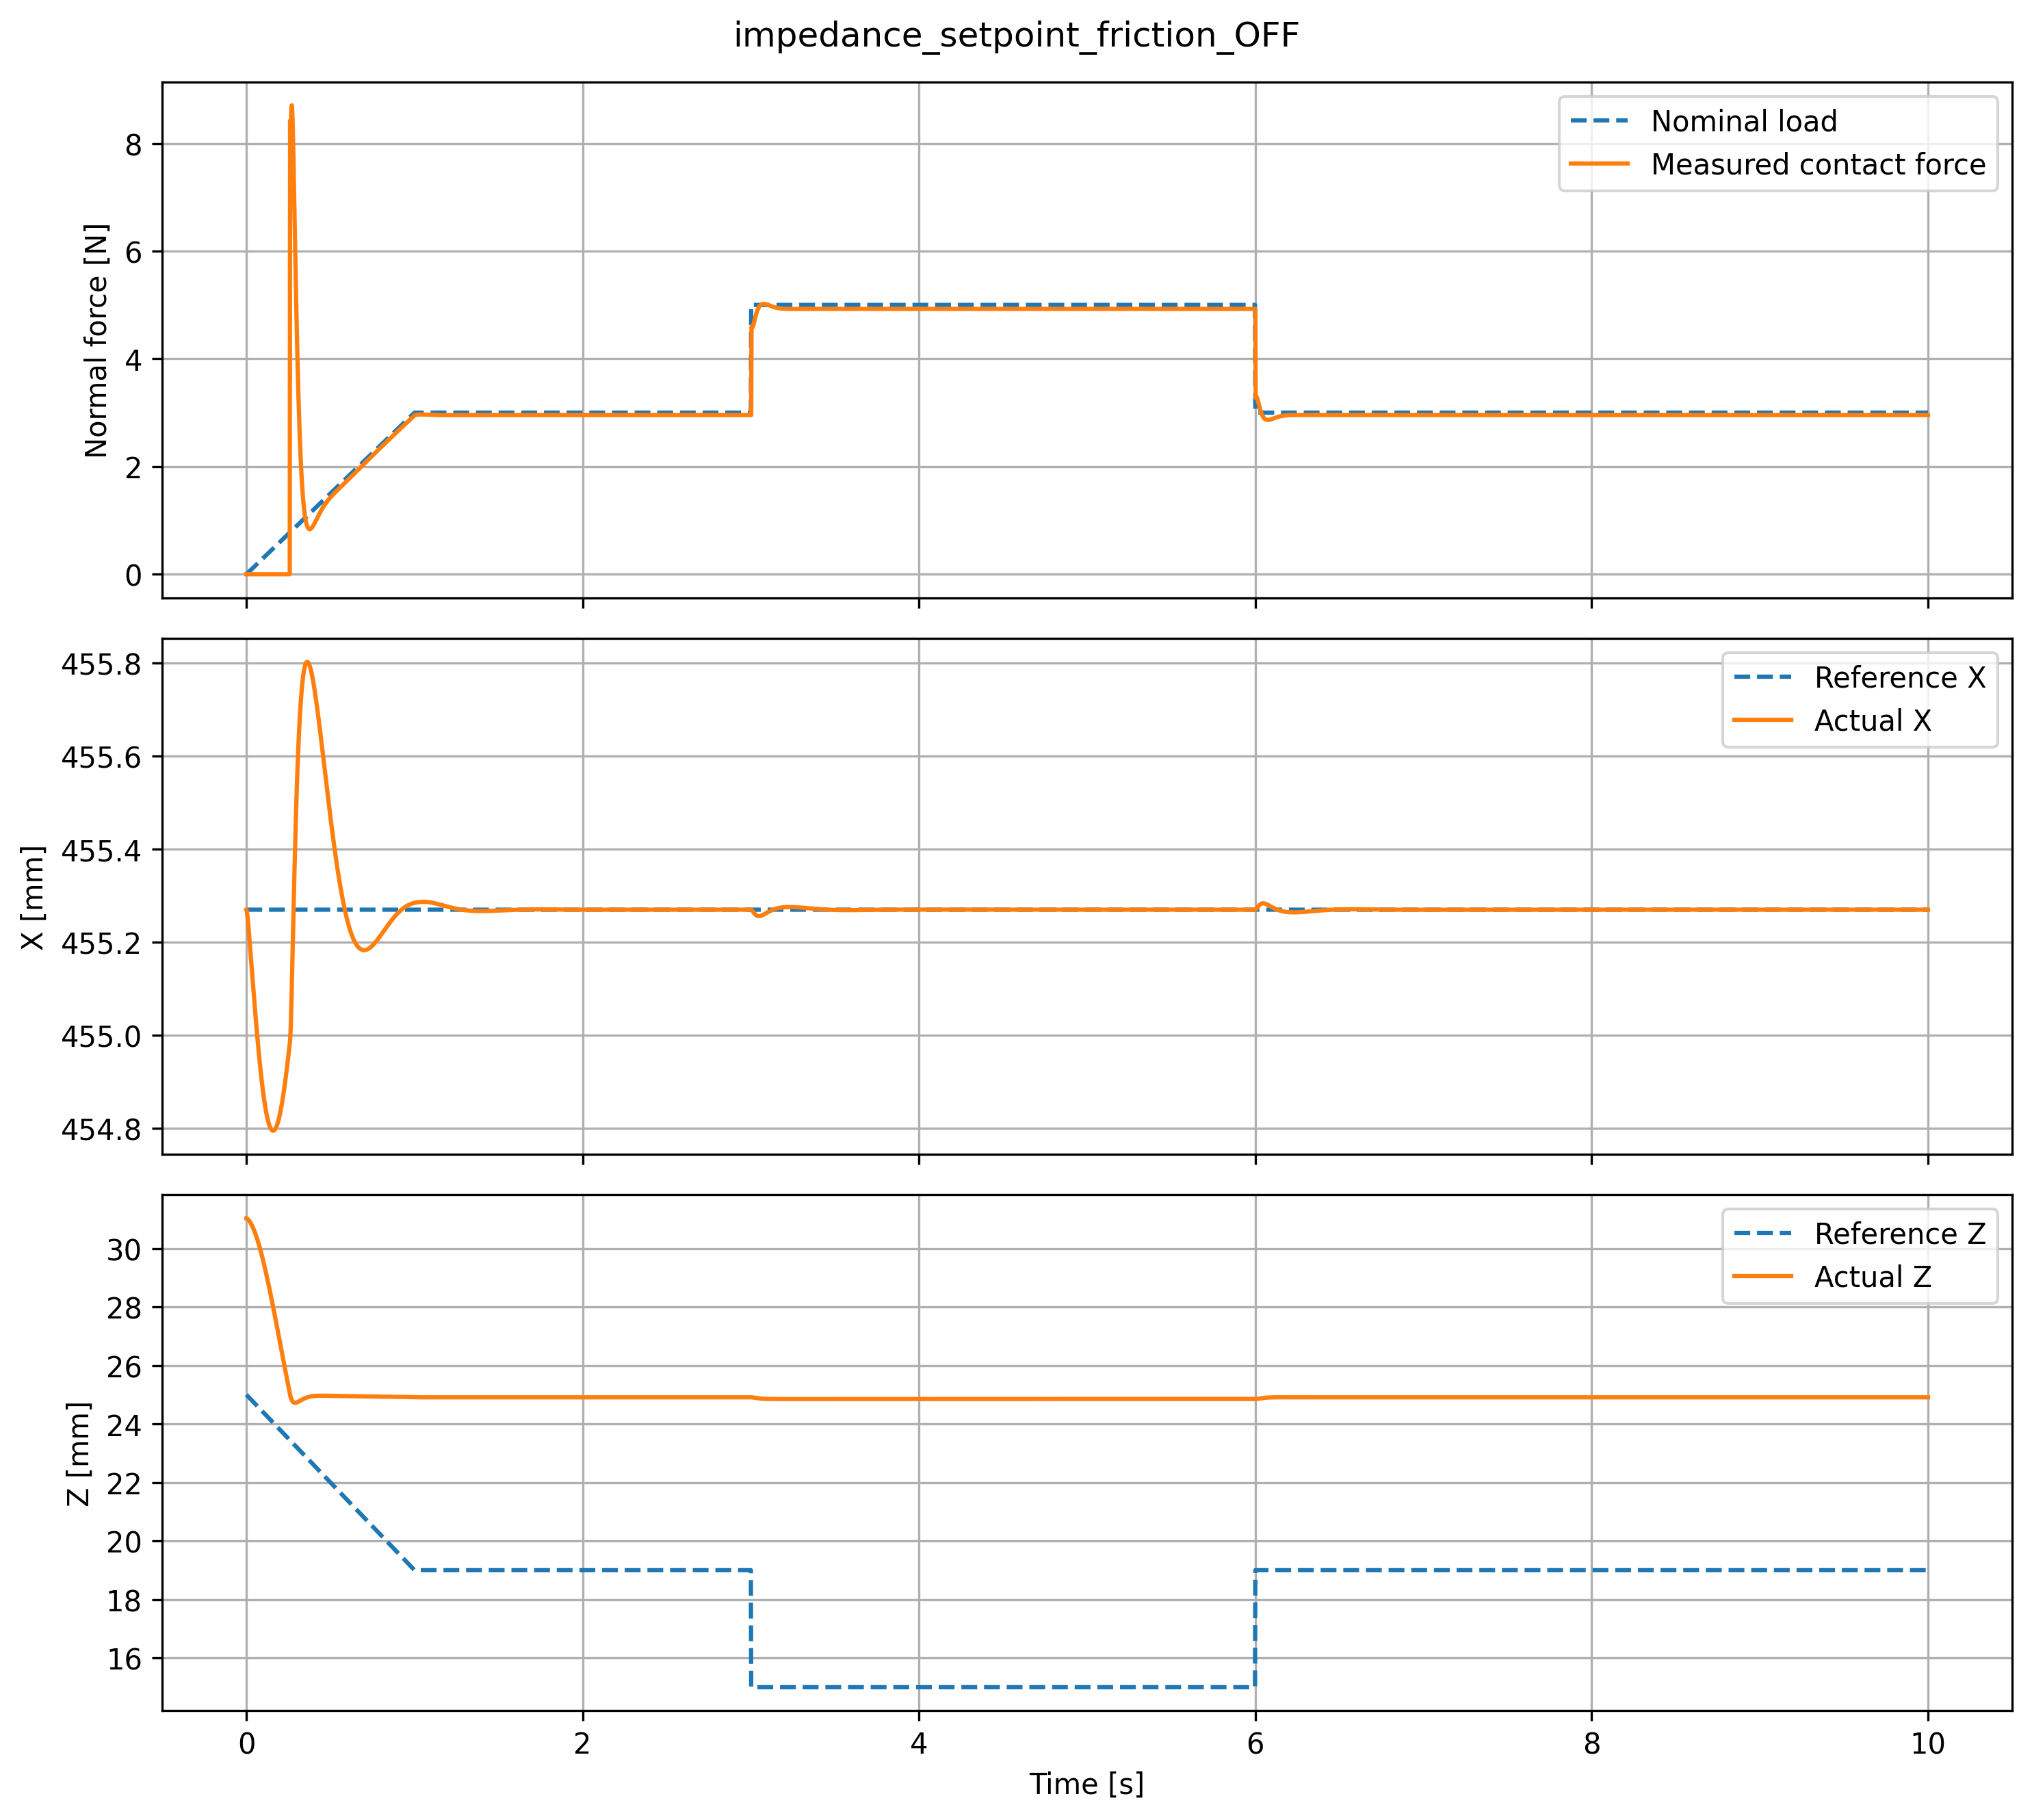 impedance_setpoint_friction_OFF
Nominal load
Measured contact force
Normal force [N]
8
6
4
2
0
Reference X
Actual X
X [mm]
455.8
455.6
455.4
455.2
455.0
454.8
Reference Z
Actual Z
Z [mm]
30
28
26
24
22
20
18
16
0 2 4 6 8 10
Time [s]